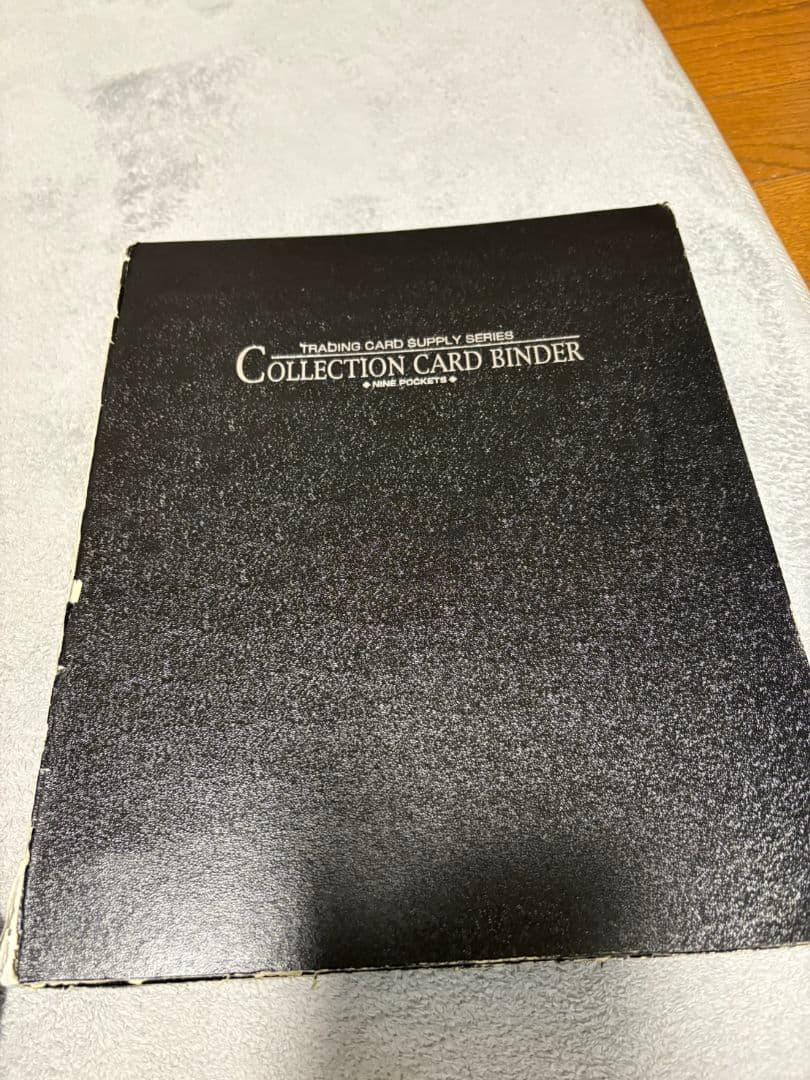 TRADING CARD SUPPLY SERIES
COLLECTION CARD BINDER
◆ NINE POCKETS ◆